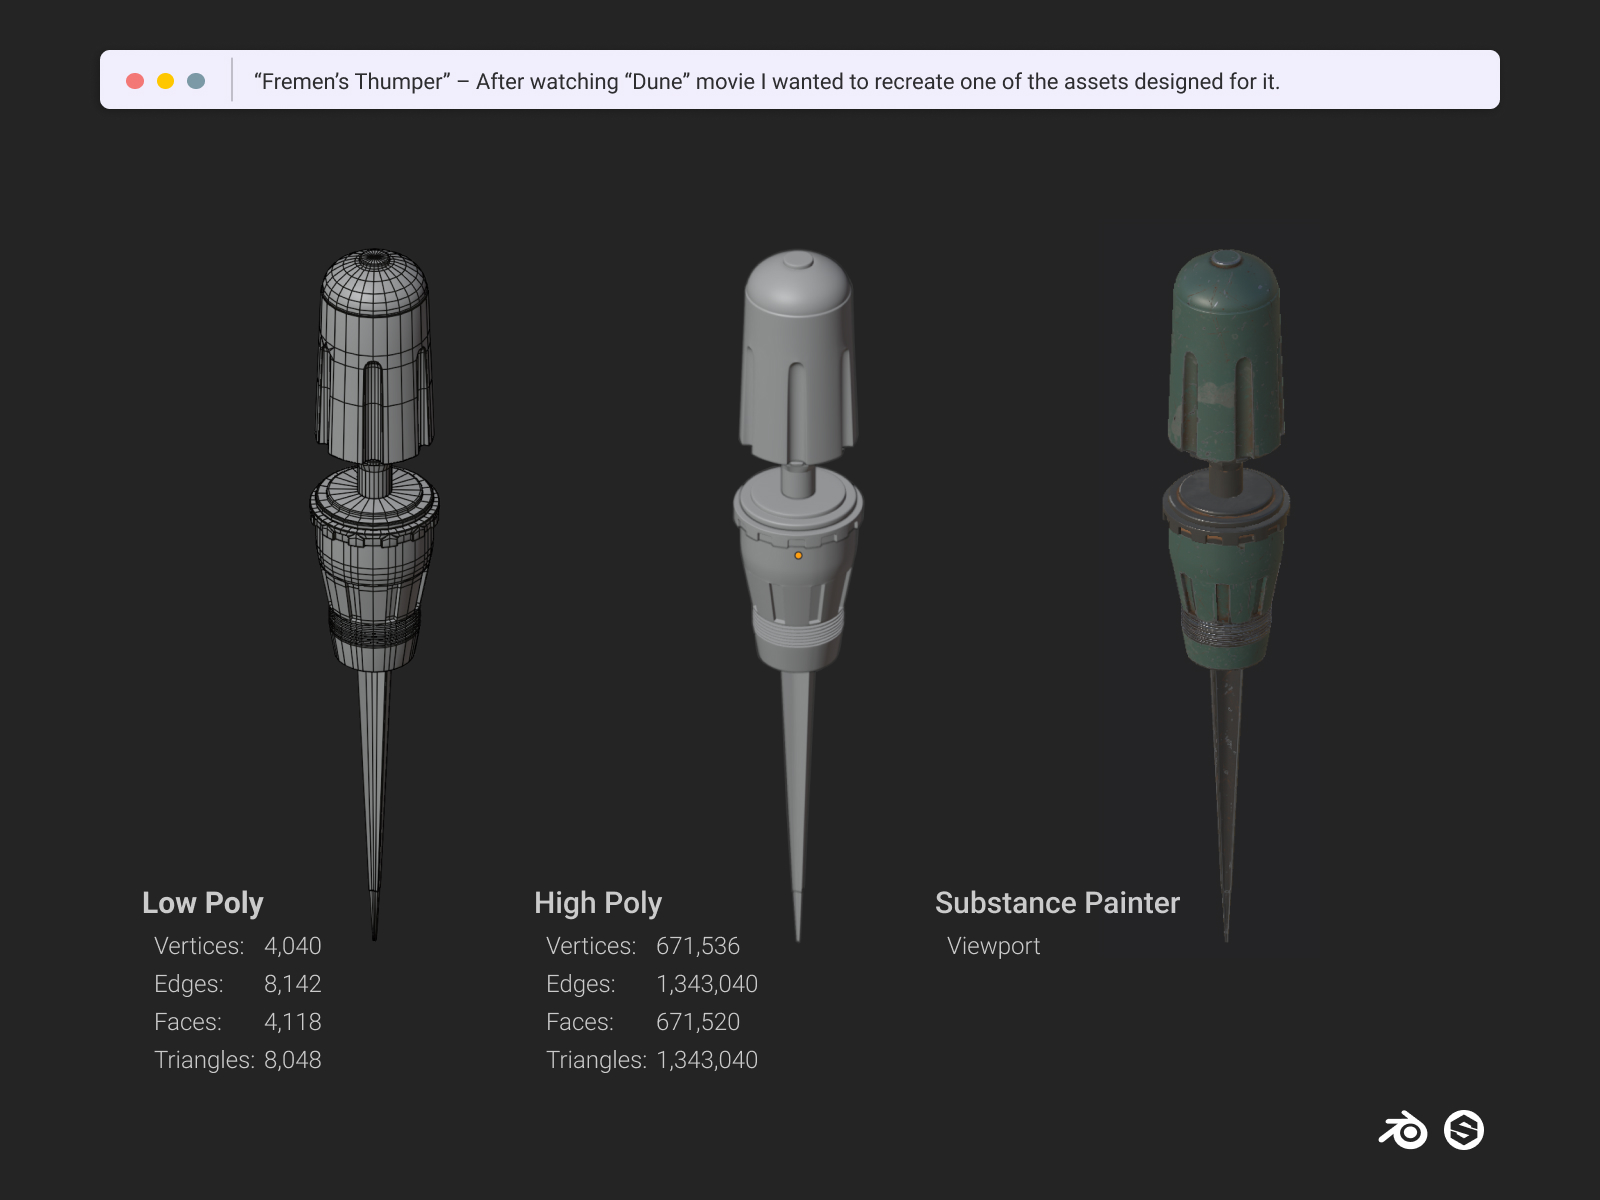 “Fremen’s Thumper” – After watching “Dune” movie I wanted to recreate one of the assets designed for it.
Low Poly
Vertices: 4,040
Edges: 8,142
Faces: 4,118
Triangles: 8,048
High Poly
Vertices: 671,536
Edges: 1,343,040
Faces: 671,520
Triangles: 1,343,040
Substance Painter
Viewport